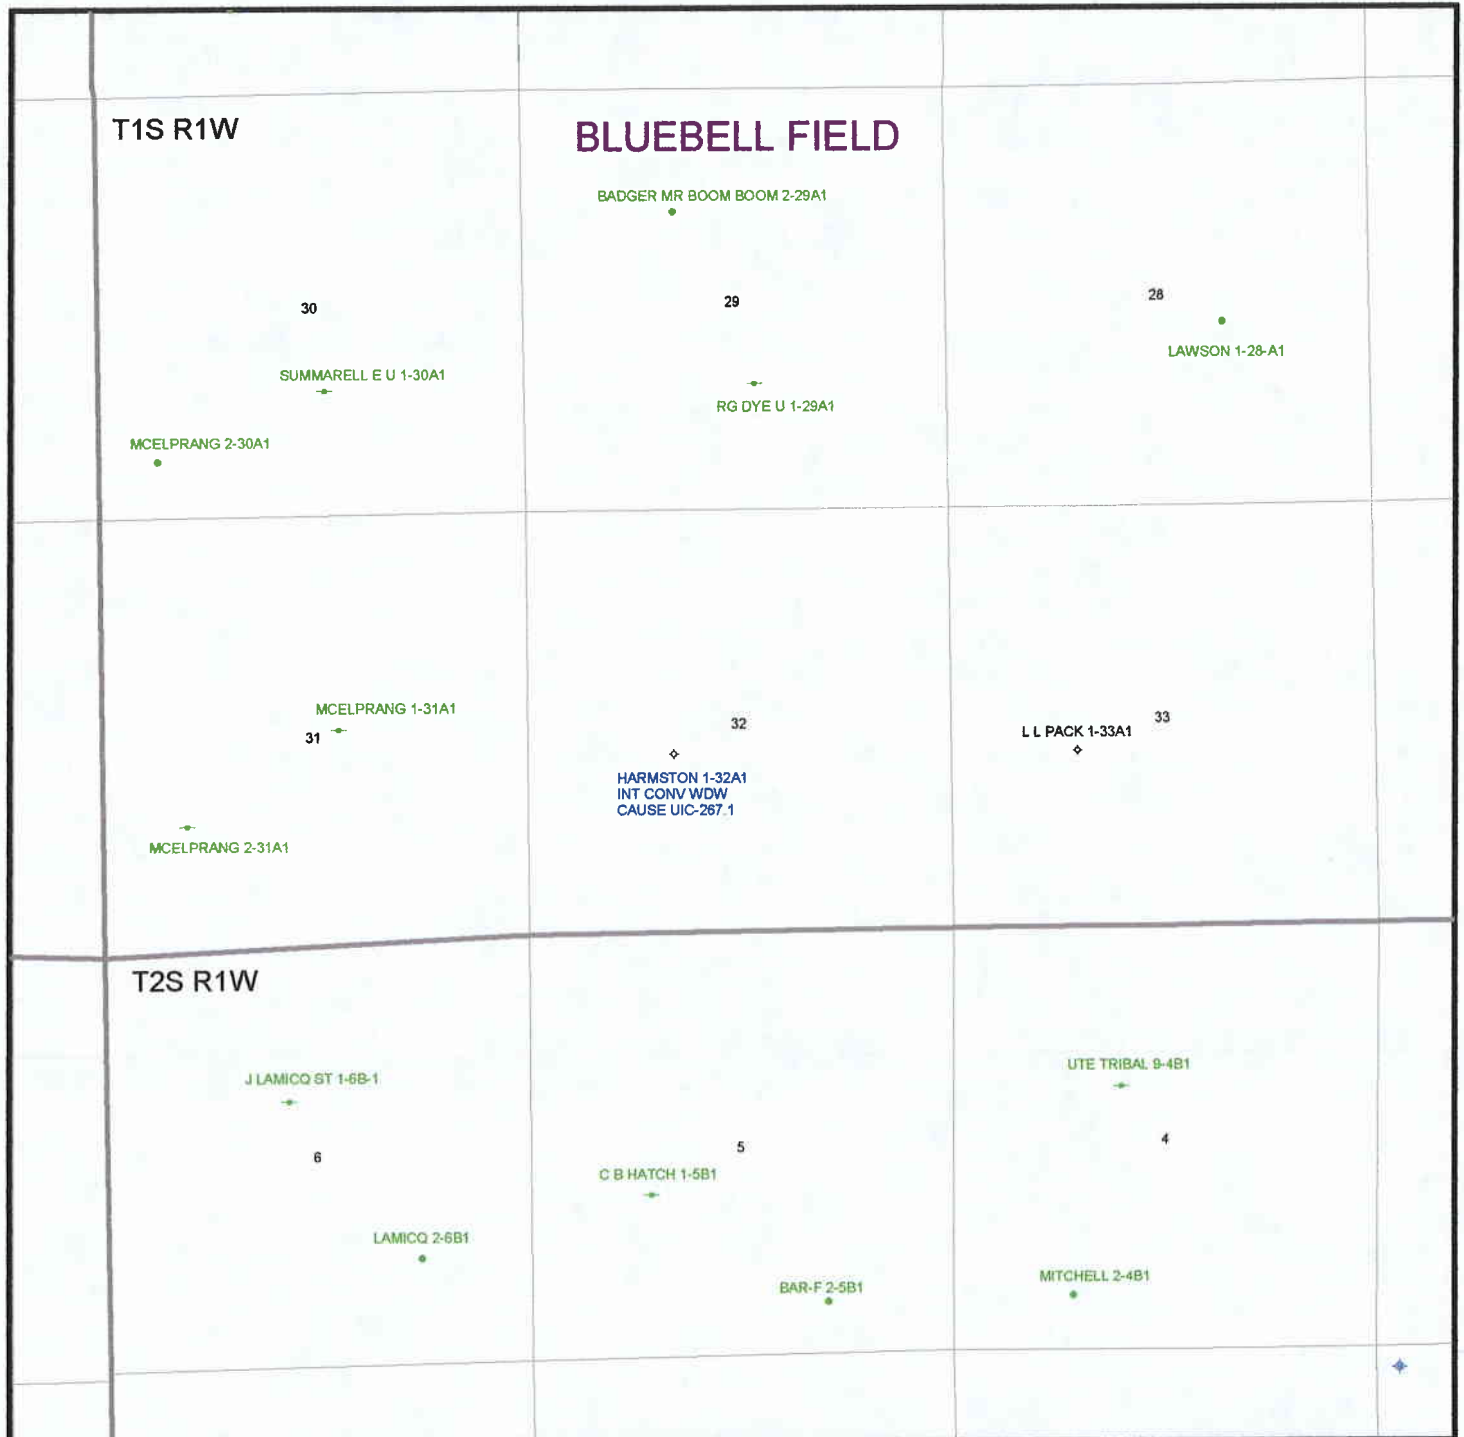 T1S R1W
BLUEBELL FIELD
BADGER MR BOOM BOOM 2-29A1
30
29
28
LAWSON 1-28-A1
SUMMARELL E U 1-30A1
RG DYE U 1-29A1
MCELPRANG 2-30A1
MCELPRANG 1-31A1
31
32
33
L L PACK 1-33A1
HARMSTON 1-32A1
INT CONV WDW
CAUSE UIC-267.1
MCELPRANG 2-31A1
T2S R1W
J LAMICQ ST 1-6B-1
UTE TRIBAL 9-4B1
6
5
4
C B HATCH 1-5B1
LAMICQ 2-6B1
BAR-F 2-5B1
MITCHELL 2-4B1